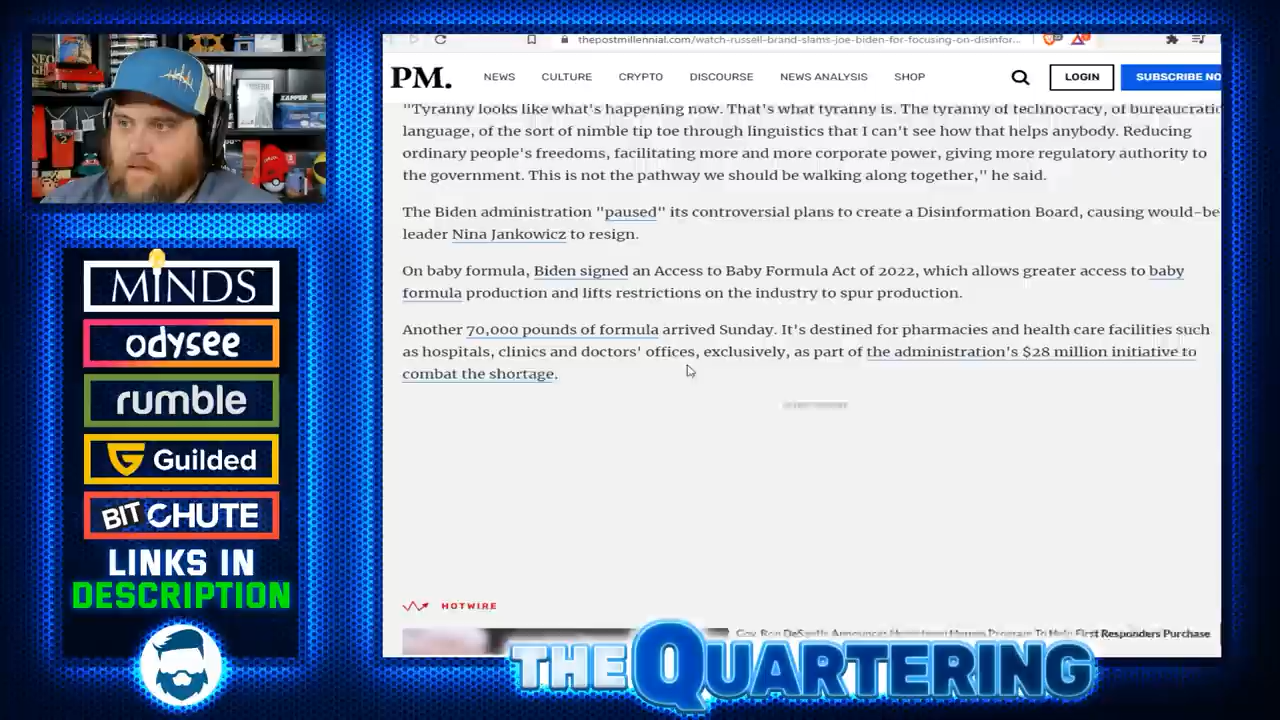 thepostmillennial.com/watch-russell-brand-slams-joe-biden-for-focusing-on-disinfor...
PM.
NEWS
CULTURE
CRYPTO
DISCOURSE
NEWS ANALYSIS
SHOP
LOGIN
SUBSCRIBE NO
"Tyranny looks like what's happening now. That's what tyranny is. The tyranny of technocracy, of bureaucratic
language, of the sort of nimble tip toe through linguistics that I can't see how that helps anybody. Reducing
ordinary people's freedoms, facilitating more and more corporate power, giving more regulatory authority to
the government. This is not the pathway we should be walking along together," he said.
The Biden administration "paused" its controversial plans to create a Disinformation Board, causing would-be
leader Nina Jankowicz to resign.
On baby formula, Biden signed an Access to Baby Formula Act of 2022, which allows greater access to baby
formula production and lifts restrictions on the industry to spur production.
Another 70,000 pounds of formula arrived Sunday. It's destined for pharmacies and health care facilities such
as hospitals, clinics and doctors' offices, exclusively, as part of the administration's $28 million initiative to
combat the shortage.
HOTWIRE
Gov. Ron DeSantis Announces Hometown Heroes Program To Help First Responders Purchase
MINDS
odysee
rumble
Guilded
BITCHUTE
LINKS IN
DESCRIPTION
THE QUARTERING